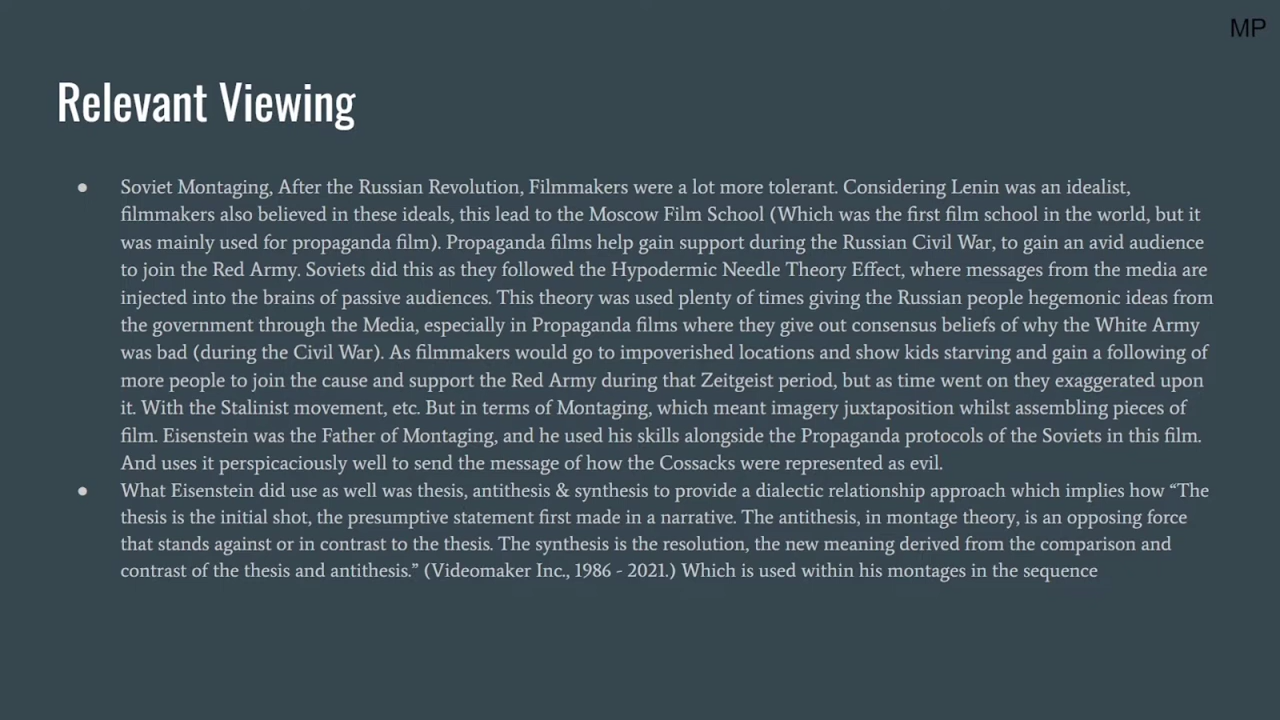 MP
Relevant Viewing
● Soviet Montaging, After the Russian Revolution, Filmmakers were a lot more tolerant. Considering Lenin was an idealist,
filmmakers also believed in these ideals, this lead to the Moscow Film School (Which was the first film school in the world, but it
was mainly used for propaganda film). Propaganda films help gain support during the Russian Civil War, to gain an avid audience
to join the Red Army. Soviets did this as they followed the Hypodermic Needle Theory Effect, where messages from the media are
injected into the brains of passive audiences. This theory was used plenty of times giving the Russian people hegemonic ideas from
the government through the Media, especially in Propaganda films where they give out consensus beliefs of why the White Army
was bad (during the Civil War). As filmmakers would go to impoverished locations and show kids starving and gain a following of
more people to join the cause and support the Red Army during that Zeitgeist period, but as time went on they exaggerated upon
it. With the Stalinist movement, etc. But in terms of Montaging, which meant imagery juxtaposition whilst assembling pieces of
film. Eisenstein was the Father of Montaging, and he used his skills alongside the Propaganda protocols of the Soviets in this film.
And uses it perspicaciously well to send the message of how the Cossacks were represented as evil.
● What Eisenstein did use as well was thesis, antithesis & synthesis to provide a dialectic relationship approach which implies how “The
thesis is the initial shot, the presumptive statement first made in a narrative. The antithesis, in montage theory, is an opposing force
that stands against or in contrast to the thesis. The synthesis is the resolution, the new meaning derived from the comparison and
contrast of the thesis and antithesis.” (Videomaker Inc., 1986 - 2021.) Which is used within his montages in the sequence